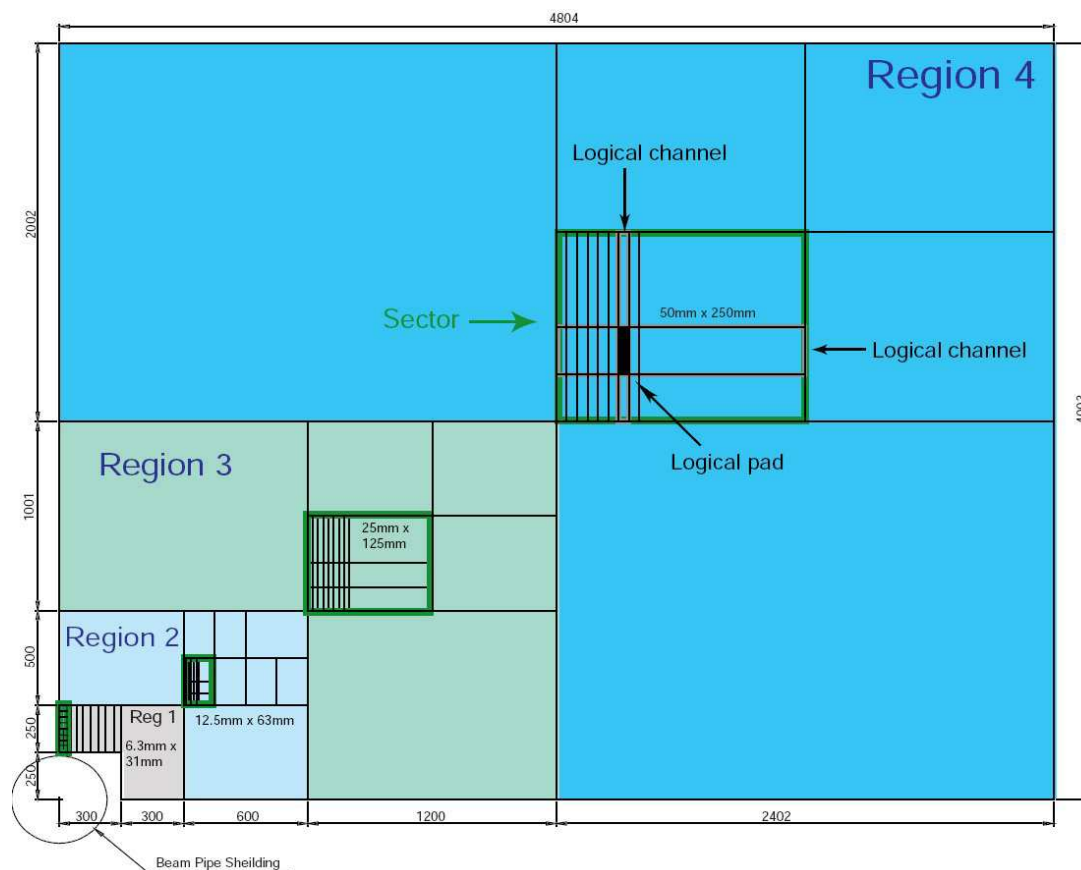 4804
Region 4
Logical channel
2002
Sector
50mm x 250mm
Logical channel
4003
Logical pad
Region 3
1001
25mm x
125mm
Region 2
500
Reg 1
12.5mm x 63mm
250
6.3mm x
31mm
250
300
300
600
1200
2402
Beam Pipe Sheilding